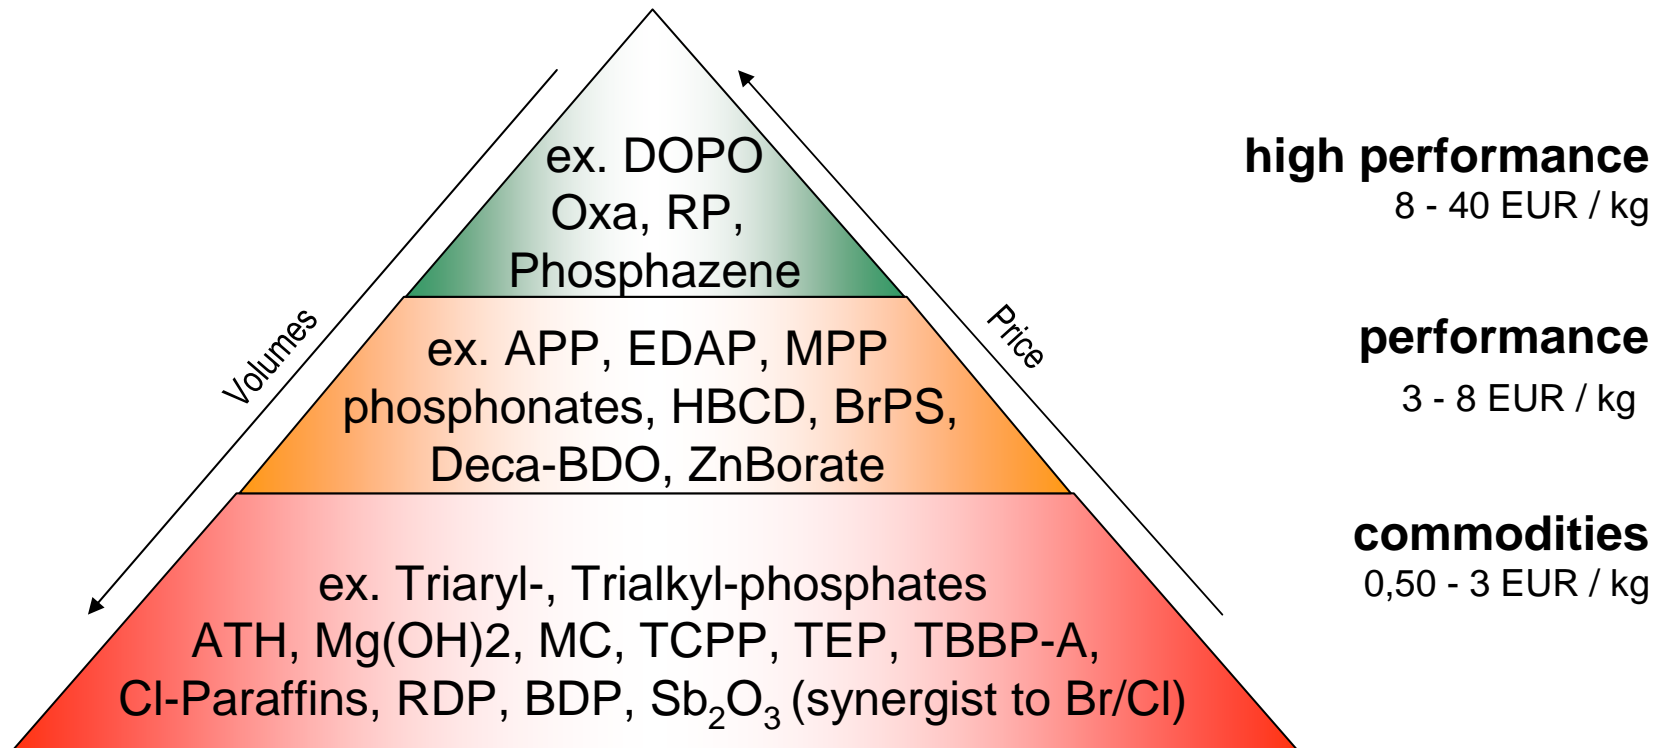 ex. DOPO
Oxa, RP,
Phosphazene
high performance
8 - 40 EUR / kg
Volumes
Price
ex. APP, EDAP, MPP
phosphonates, HBCD, BrPS,
Deca-BDO, ZnBorate
performance
3 - 8 EUR / kg
ex. Triaryl-, Trialkyl-phosphates
ATH, Mg(OH)2, MC, TCPP, TEP, TBBP-A,
Cl-Paraffins, RDP, BDP, Sb₂O₃ (synergist to Br/Cl)
commodities
0,50 - 3 EUR / kg